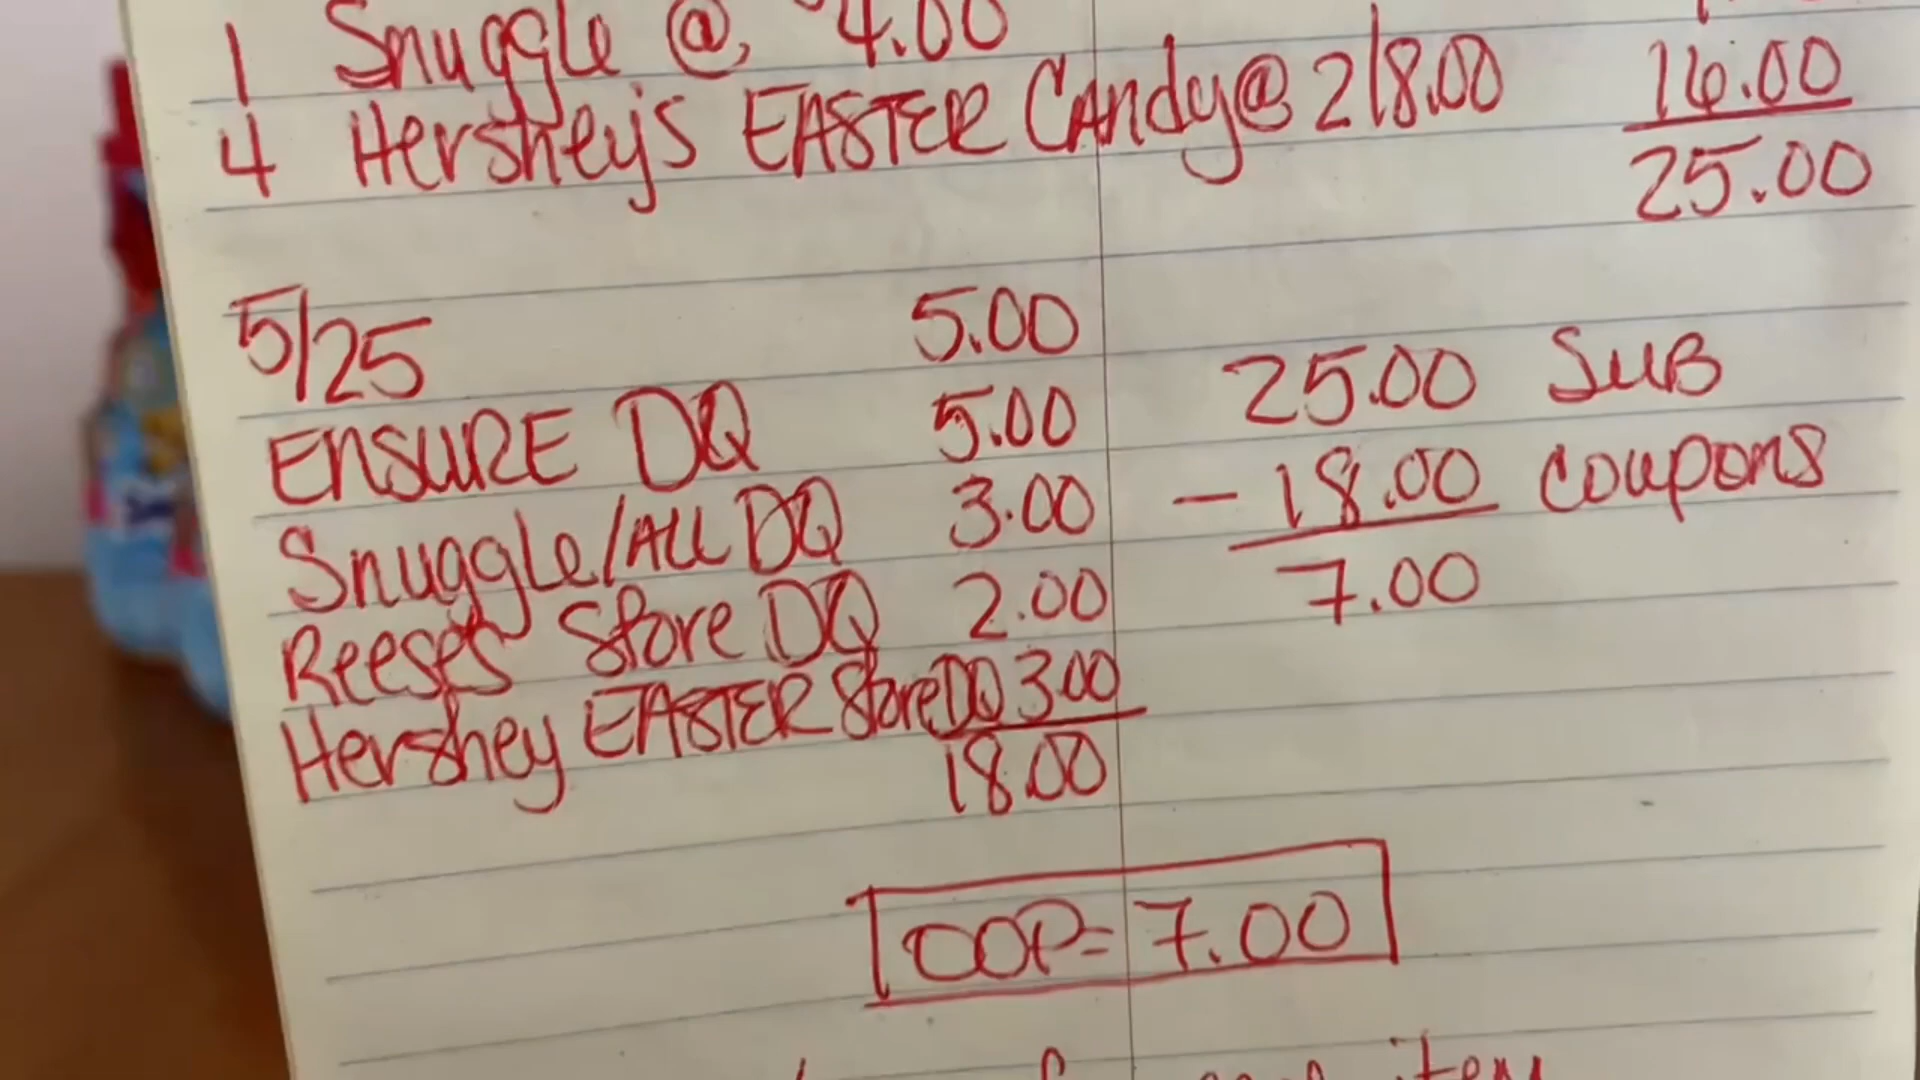 1 Snuggle @ 4.00
4 Hershey's EASTER Candy @ 2/8.00 16.00
25.00
5/25 5.00
ENSURE DQ 5.00
Snuggle/ALL DQ 3.00
Reeses Store DQ 2.00
Hershey EASTER Store DQ 3.00
18.00
25.00 SUB
- 18.00 coupons
7.00
OOP= 7.00
item